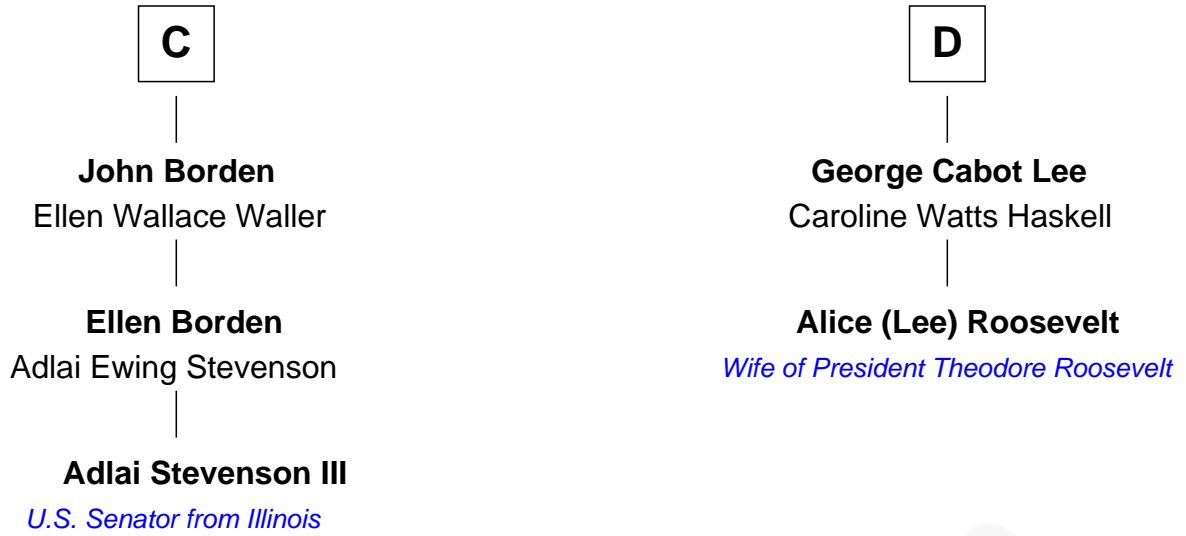 C
John Borden
Ellen Wallace Waller
Ellen Borden
Adlai Ewing Stevenson
Adlai Stevenson III
U.S. Senator from Illinois
D
George Cabot Lee
Caroline Watts Haskell
Alice (Lee) Roosevelt
Wife of President Theodore Roosevelt